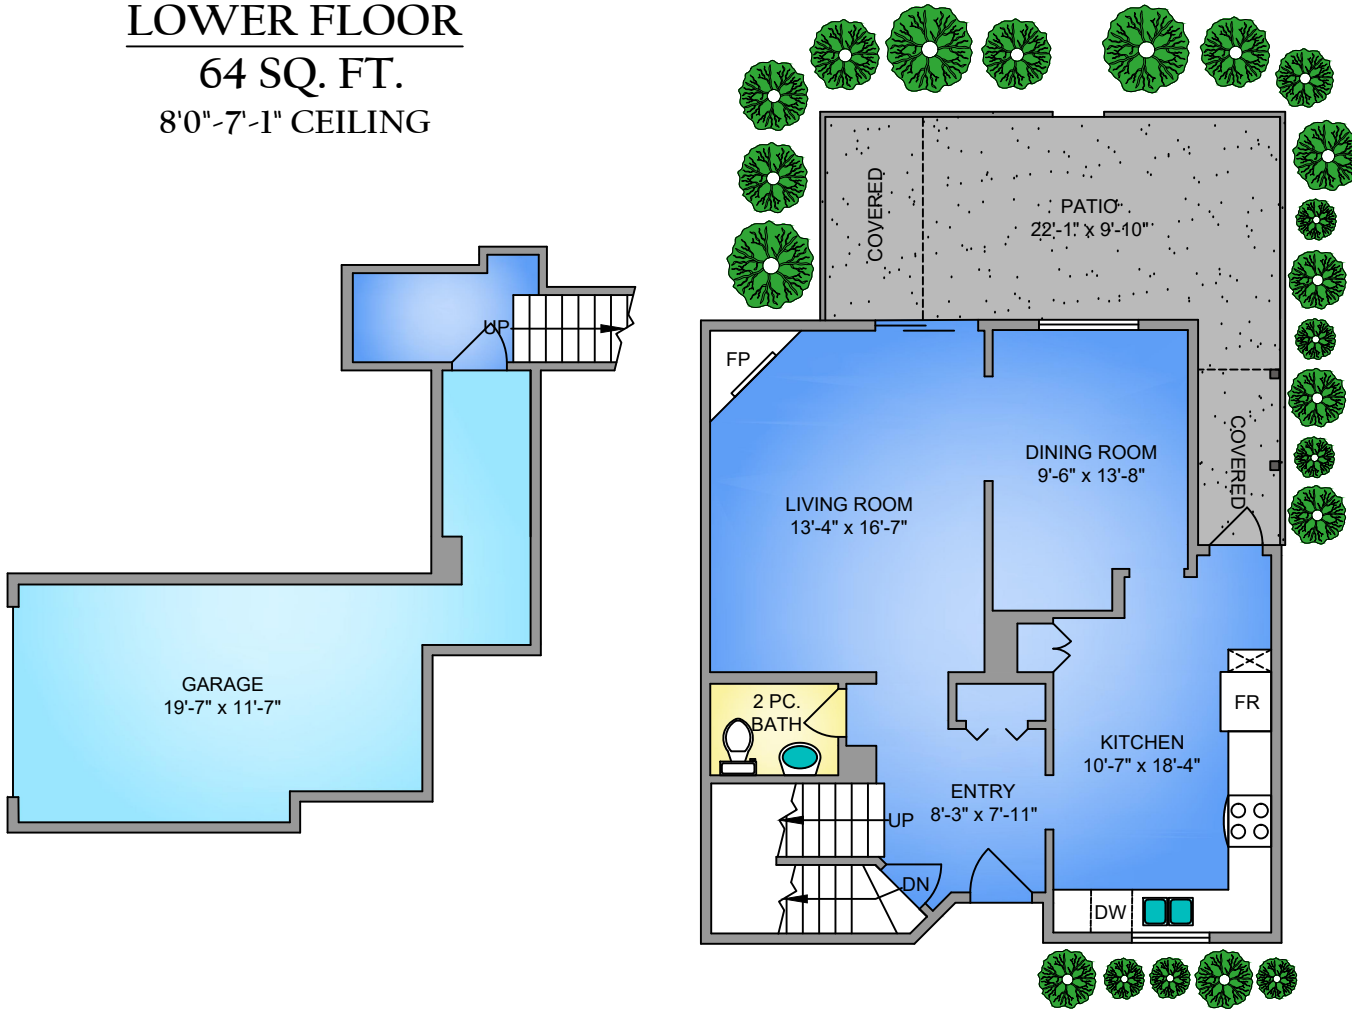 LOWER FLOOR
64 SQ. FT.
8'0"-7'-1" CEILING
UP
GARAGE
19'-7" x 11'-7"
COVERED
PATIO
22'-1" x 9'-10"
FP
COVERED
DINING ROOM
9'-6" x 13'-8"
LIVING ROOM
13'-4" x 16'-7"
2 PC.
BATH
FR
KITCHEN
10'-7" x 18'-4"
ENTRY
8'-3" x 7'-11"
UP
DN
DW